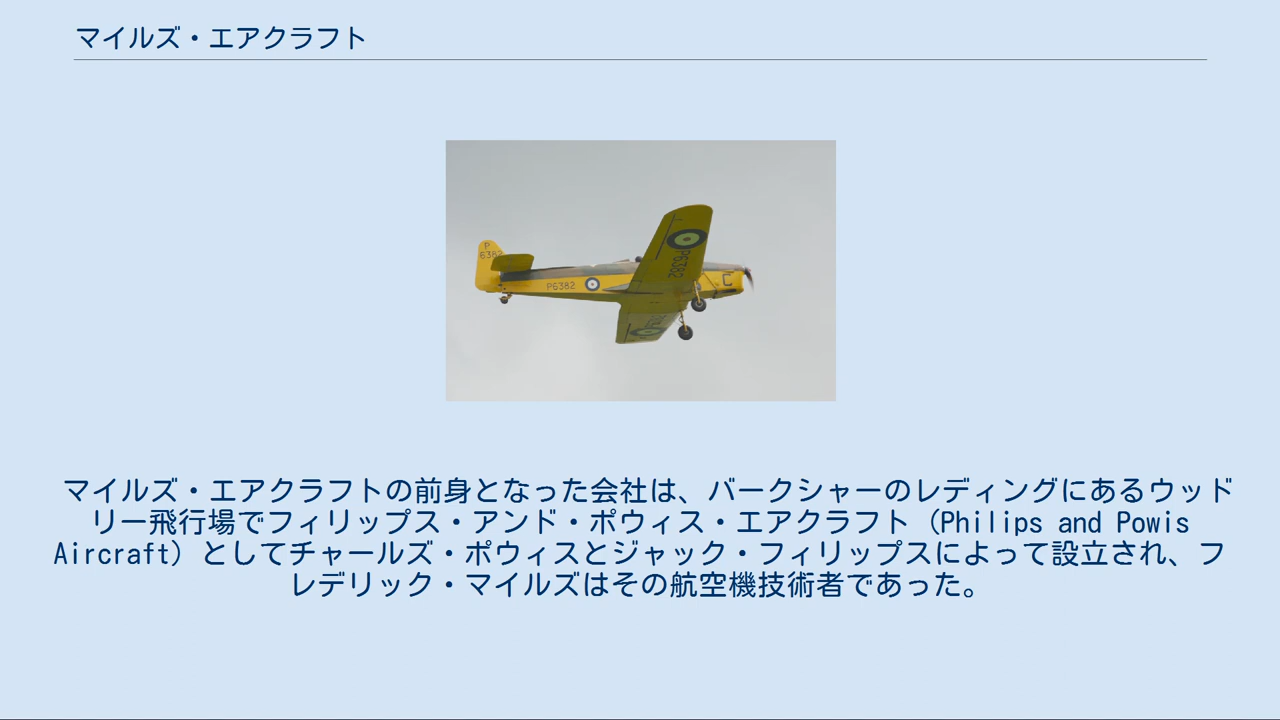 マイルズ・エアクラフト
P
6382
P6382
P6382
C
マイルズ・エアクラフトの前身となった会社は、バークシャーのレディングにあるウッド
リー飛行場でフィリップス・アンド・ポウィス・エアクラフト（Philips and Powis
Aircraft）としてチャールズ・ポウィスとジャック・フィリップスによって設立され、フ
レデリック・マイルズはその航空機技術者であった。